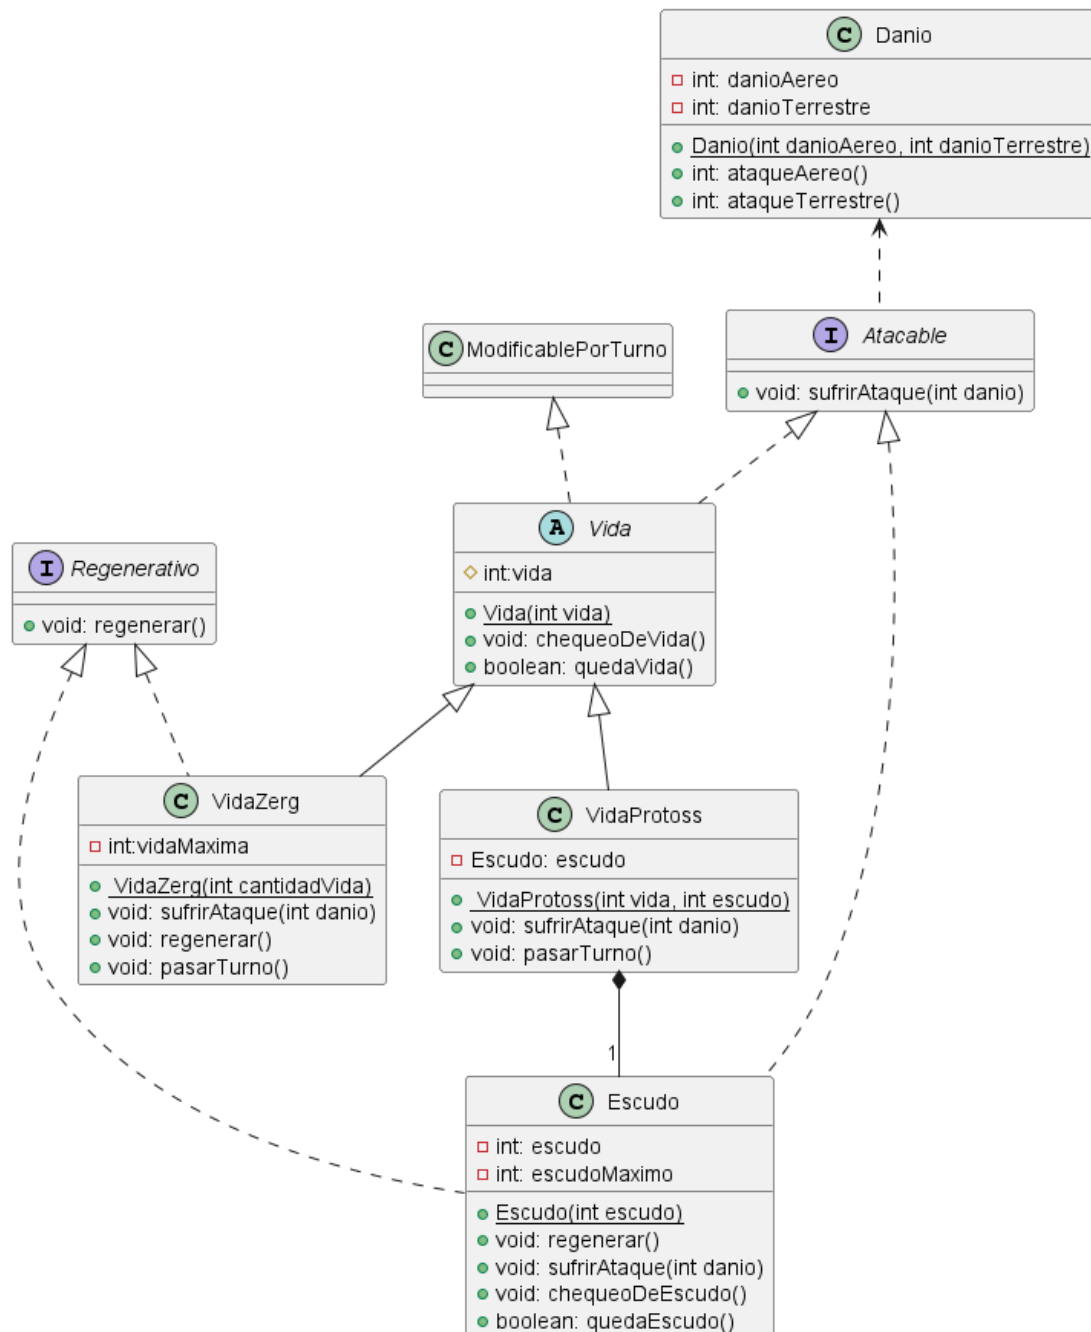 C Danio
int: danioAereo
int: danioTerrestre
Danio(int danioAereo, int danioTerrestre)
int: ataqueAereo()
int: ataqueTerrestre()
C ModificablePorTurno
I Atacable
void: sufrirAtaque(int danio)
A Vida
int:vida
Vida(int vida)
void: chequeoDeVida()
boolean: quedaVida()
I Regenerativo
void: regenerar()
C VidaZerg
int:vidaMaxima
VidaZerg(int cantidadVida)
void: sufrirAtaque(int danio)
void: regenerar()
void: pasarTurno()
C VidaProtoss
Escudo: escudo
VidaProtoss(int vida, int escudo)
void: sufrirAtaque(int danio)
void: pasarTurno()
1
C Escudo
int: escudo
int: escudoMaximo
Escudo(int escudo)
void: regenerar()
void: sufrirAtaque(int danio)
void: chequeoDeEscudo()
boolean: quedaEscudo()